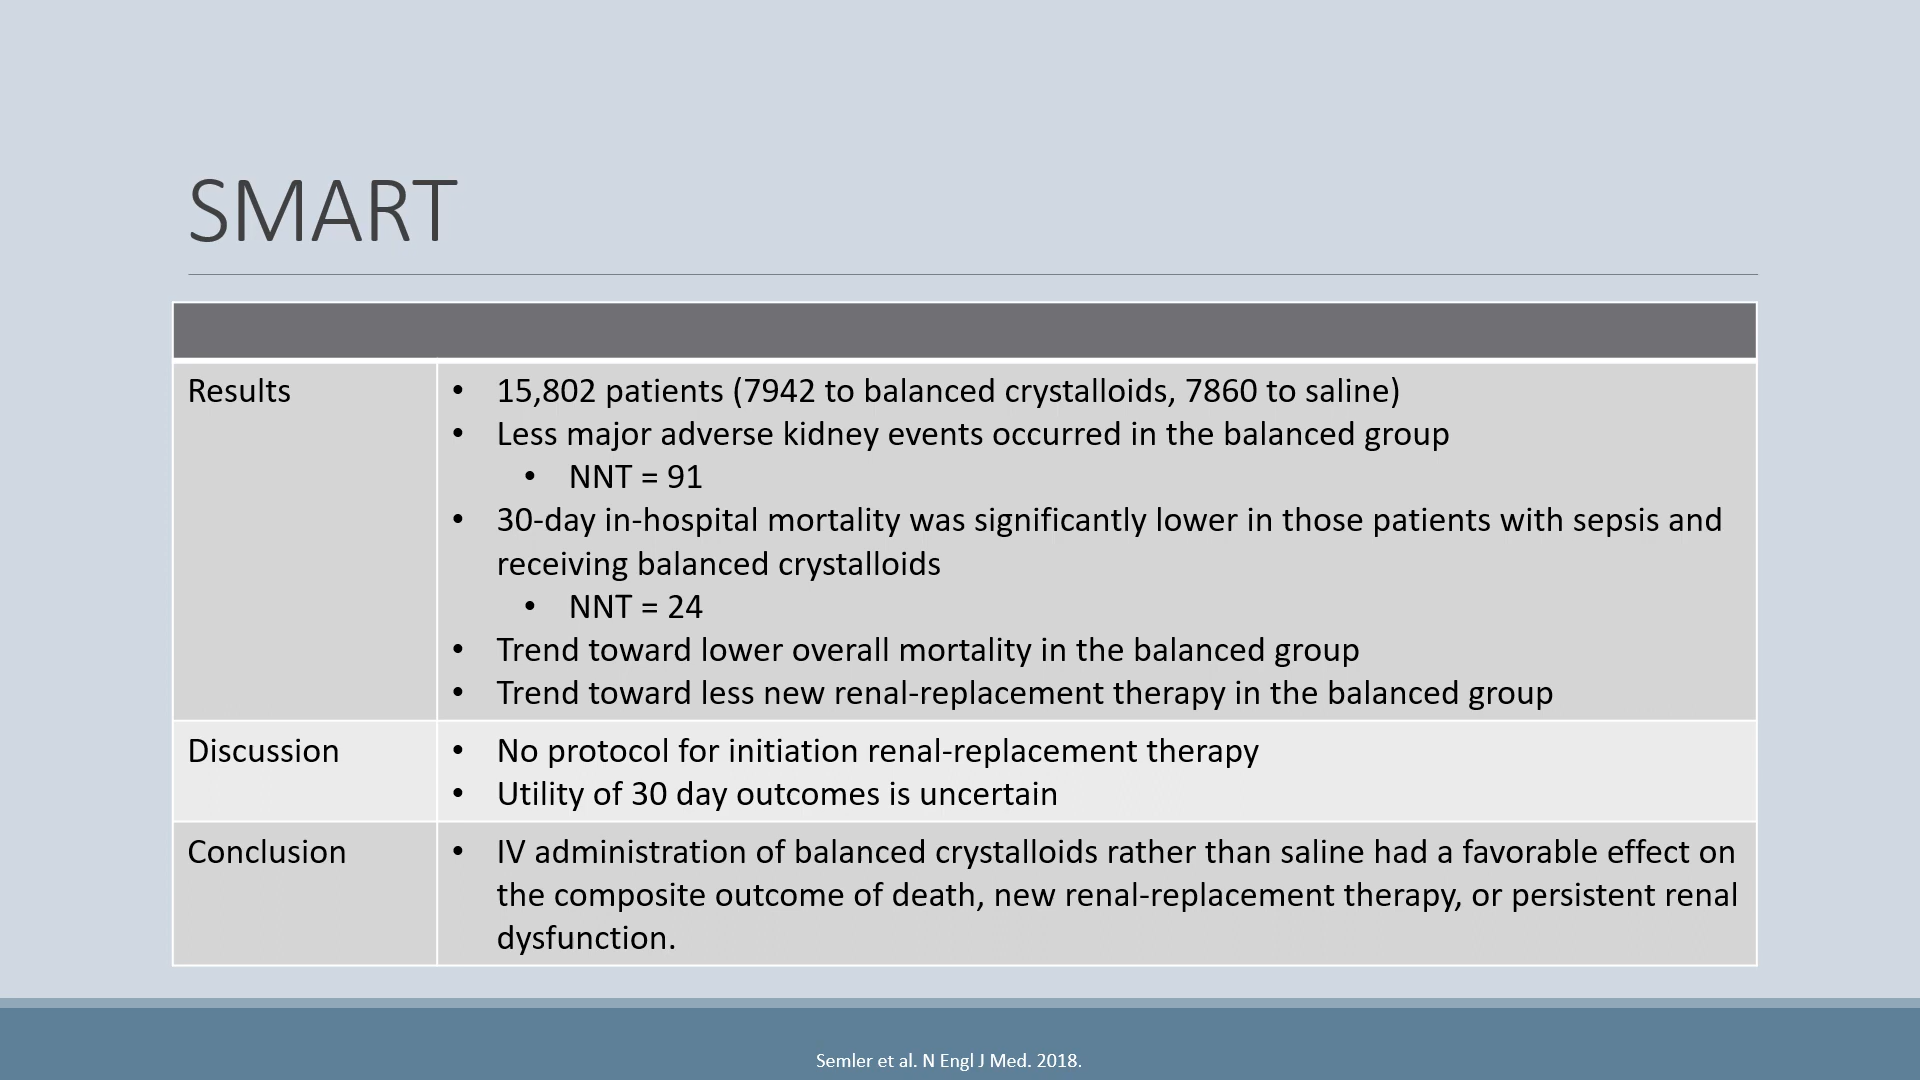 SMART
Results
• 15,802 patients (7942 to balanced crystalloids, 7860 to saline)
• Less major adverse kidney events occurred in the balanced group
• NNT = 91
• 30-day in-hospital mortality was significantly lower in those patients with sepsis and
receiving balanced crystalloids
• NNT = 24
• Trend toward lower overall mortality in the balanced group
• Trend toward less new renal-replacement therapy in the balanced group
Discussion
• No protocol for initiation renal-replacement therapy
• Utility of 30 day outcomes is uncertain
Conclusion
• IV administration of balanced crystalloids rather than saline had a favorable effect on
the composite outcome of death, new renal-replacement therapy, or persistent renal
dysfunction.
Semler et al. N Engl J Med. 2018.